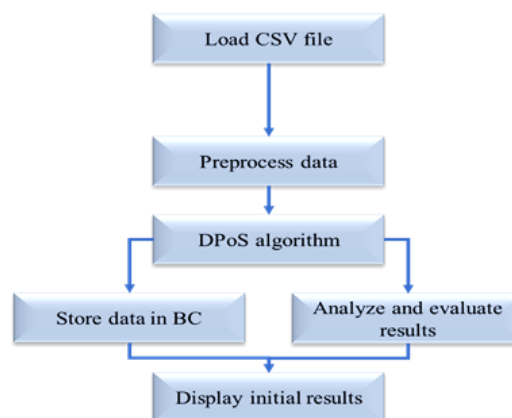 Load CSV file
Preprocess data
DPoS algorithm
Store data in BC
Analyze and evaluate
results
Display initial results